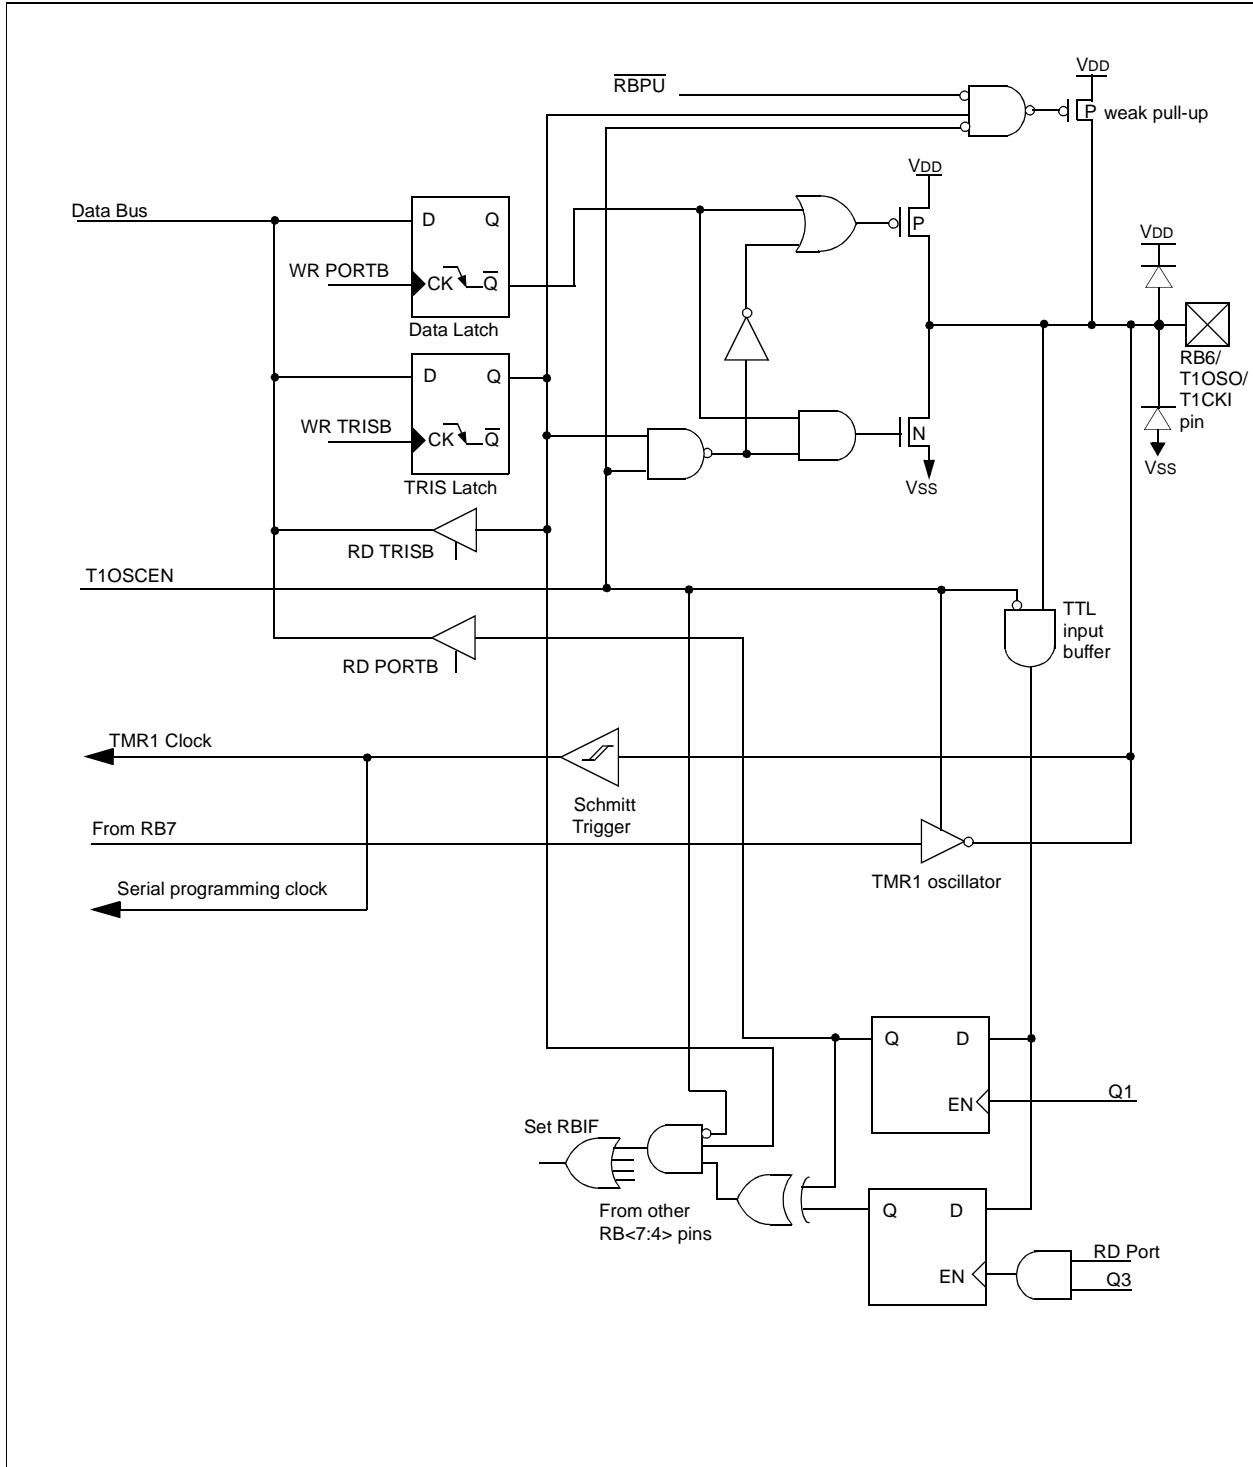 VDD
RBPU
P weak pull-up
VDD
Data Bus
D Q
P
VDD
WR PORTB
CK Q
Data Latch
RB6/
T1OSO/
T1CKI
pin
D Q
WR TRISB
CK Q
N
TRIS Latch
VSS
VSS
RD TRISB
T1OSCEN
TTL
input
buffer
RD PORTB
TMR1 Clock
Schmitt
Trigger
From RB7
TMR1 oscillator
Serial programming clock
Q D
EN
Q1
Set RBIF
From other
RB<7:4> pins
Q D
EN
RD Port
Q3